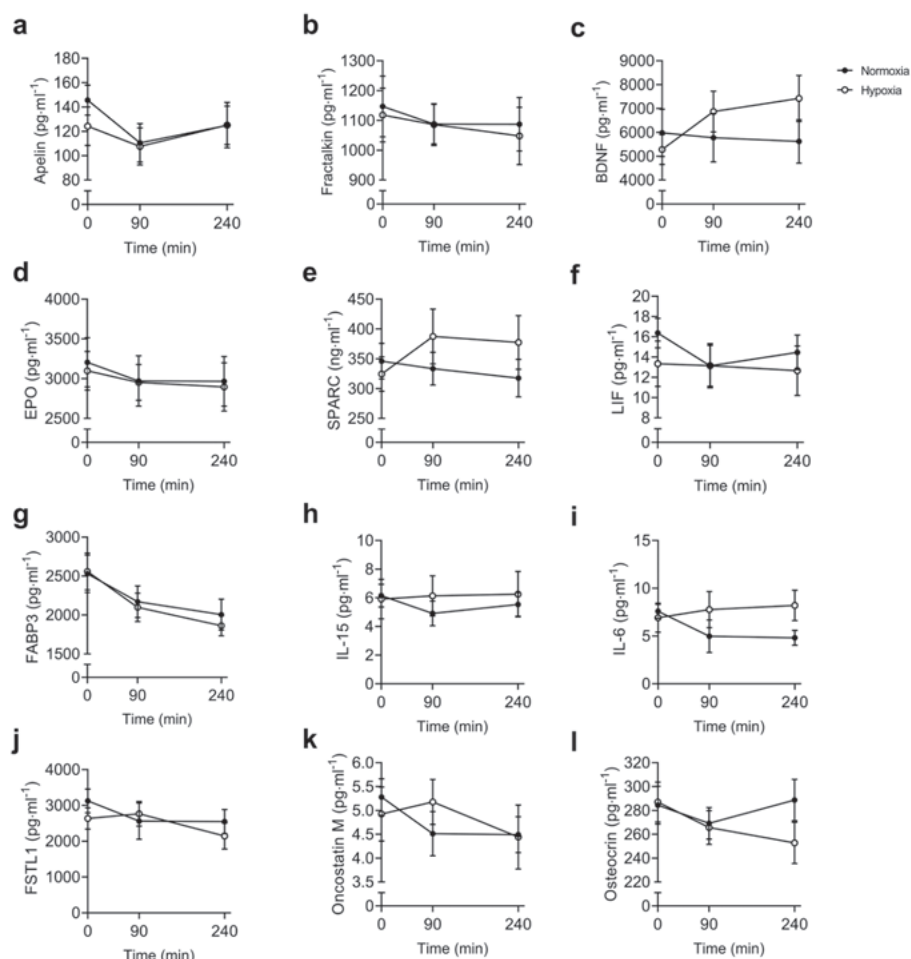 a
Apelin (pg·ml⁻¹)
180
160
140
120
100
80
0
0 90 240
Time (min)
b
Fractalkin (pg·ml⁻¹)
1300
1200
1100
1000
900
0
0 90 240
Time (min)
c
BDNF (pg·ml⁻¹)
9000
8000
7000
6000
5000
4000
0
0 90 240
Time (min)
Normoxia
Hypoxia
d
EPO (pg·ml⁻¹)
4000
3500
3000
2500
0
0 90 240
Time (min)
e
SPARC (ng·ml⁻¹)
450
400
350
300
250
0
0 90 240
Time (min)
f
LIF (pg·ml⁻¹)
16
14
16
12
10
8
0
0 90 240
Time (min)
g
FABP3 (pg·ml⁻¹)
3000
2500
2000
1500
0
0 90 240
Time (min)
h
IL-15 (pg·ml⁻¹)
10
8
6
4
2
0
0 90 240
Time (min)
i
IL-6 (pg·ml⁻¹)
15
10
5
0
0 90 240
Time (min)
j
FSTL1 (pg·ml⁻¹)
4000
3000
2000
1000
0
0 90 240
Time (min)
k
Oncostatin M (pg·ml⁻¹)
6.0
5.5
5.0
4.5
4.0
3.5
0
0 90 240
Time (min)
l
Osteocrin (pg·ml⁻¹)
320
300
280
260
240
220
0
0 90 240
Time (min)